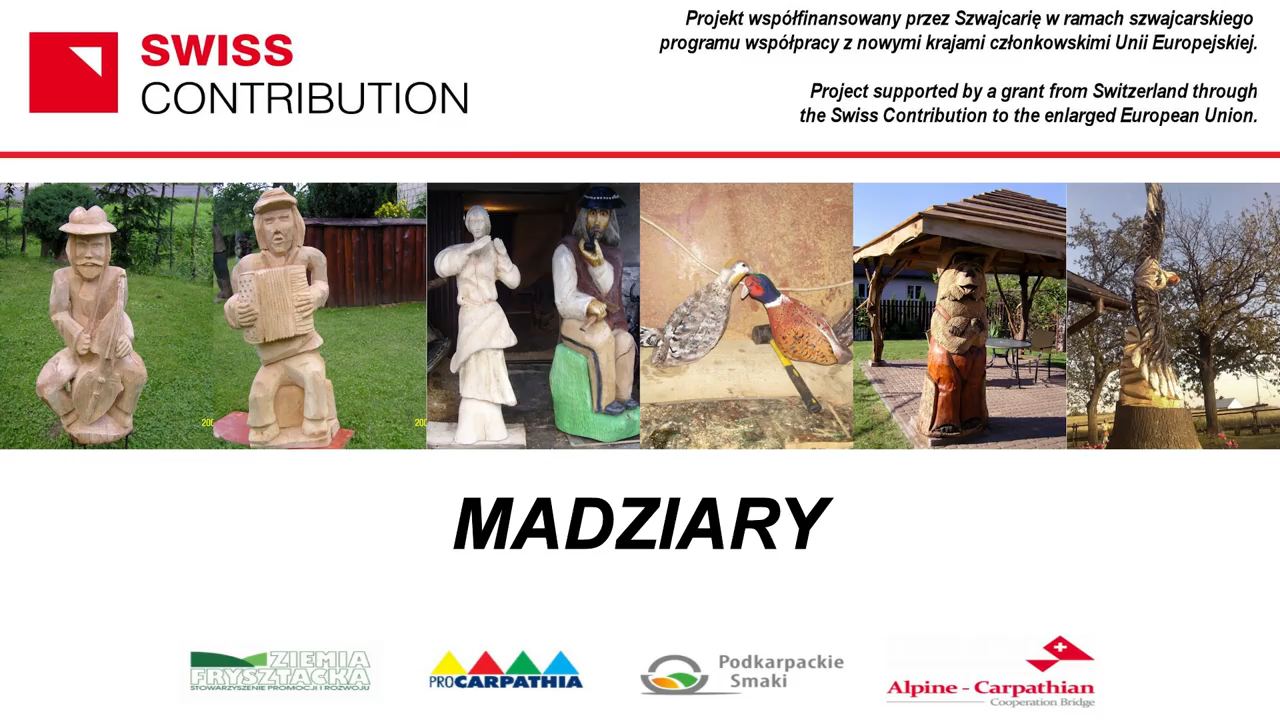 SWISS
CONTRIBUTION
Projekt współfinansowany przez Szwajcarię w ramach szwajcarskiego
programu współpracy z nowymi krajami członkowskimi Unii Europejskiej.
Project supported by a grant from Switzerland through
the Swiss Contribution to the enlarged European Union.
200
200
MADZIARY
ZIEMIA
FRYSZTACKA
STOWARZYSZENIE PROMOCJI I ROZWOJU
PROCARPATHIA
Podkarpackie
Smaki
Alpine - Carpathian
Cooperation Bridge